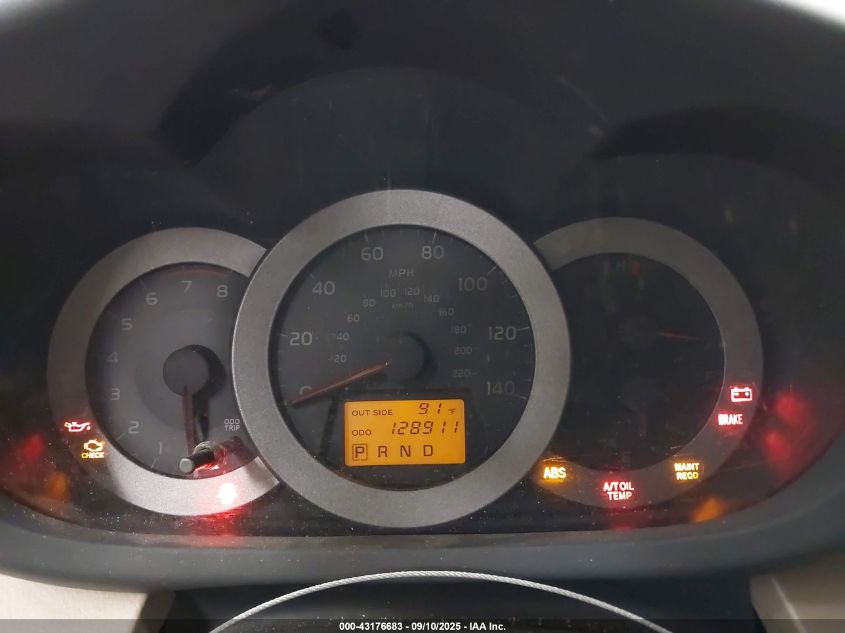 1
2
3
4
5
6
7
8
ODO
TRIP
CHECK
0
20
40
60
80
100
120
140
MPH
km/h
20
40
60
80
100
120
140
160
180
200
220
OUT SIDE 91 °F
ODO 128911
P R N D
H
F
ABS
A/T OIL
TEMP
MAINT
REQD
BRAKE
000-43176683 - 09/10/2025 - IAA Inc.